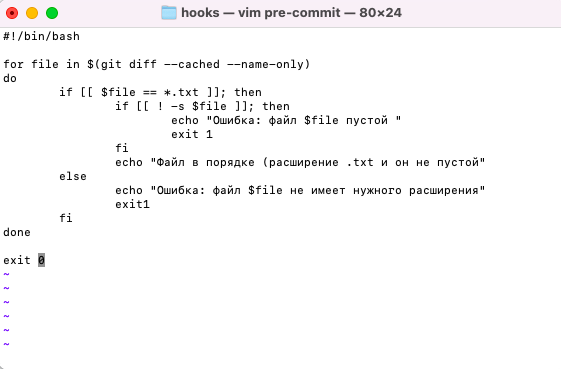 hooks — vim pre-commit — 80×24
#!/bin/bash
for file in $(git diff --cached --name-only)
do
        if [[ $file == *.txt ]]; then
                if [[ ! -s $file ]]; then
                        echo "Ошибка: файл $file пустой "
                        exit 1
                fi
                echo "Файл в порядке (расширение .txt и он не пустой"
        else
                echo "Ошибка: файл $file не имеет нужного расширения"
                exit1
        fi
done
exit 0
~
~
~
~
~
~